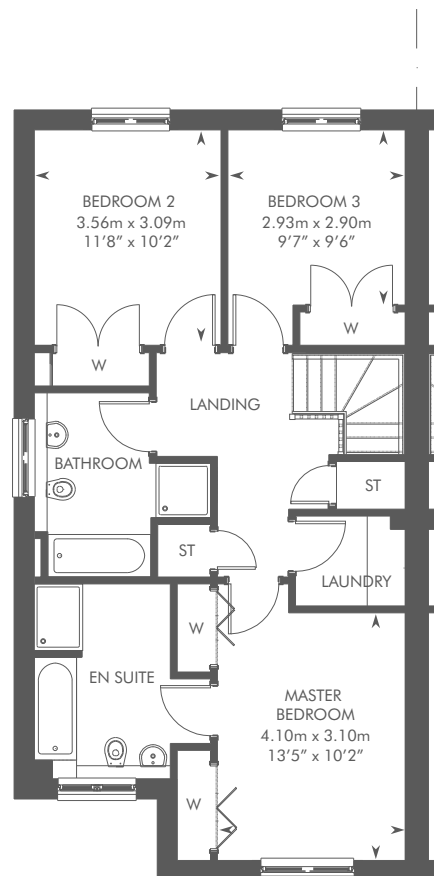 BEDROOM 2
3.56m x 3.09m
11’8” x 10’2”
BEDROOM 3
2.93m x 2.90m
9’7” x 9’6”
W
W
LANDING
BATHROOM
ST
ST
LAUNDRY
W
EN SUITE
MASTER
BEDROOM
4.10m x 3.10m
13’5” x 10’2”
W